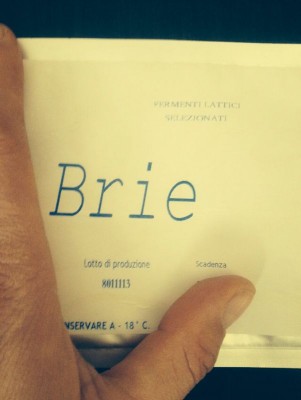 FERMENTI LATTICI
SELEZIONATI
Brie
Lotto di produzione
Scadenza
8011113
NSERVARE A - 18° C.